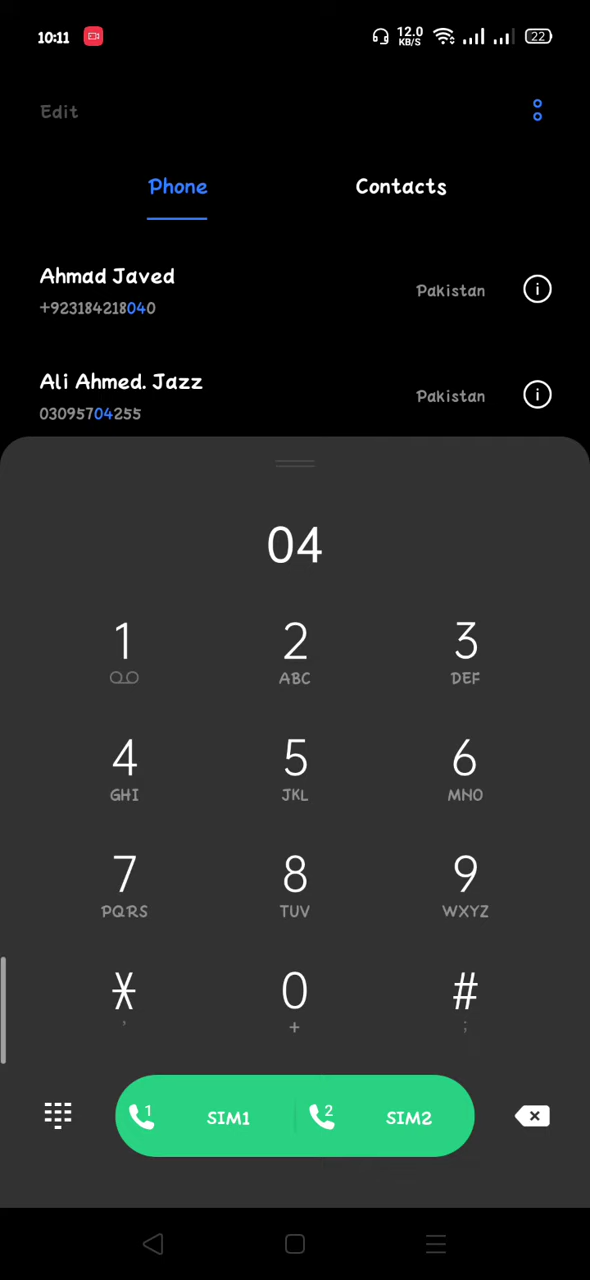 10:11 12.0 KB/S 22
Edit
Phone Contacts
Ahmad Javed
+923184218040 Pakistan i
Ali Ahmed. Jazz
03095704255 Pakistan i
04
1 2 3
ABC DEF
4 5 6
GHI JKL MNO
7 8 9
PQRS TUV WXYZ
* 0 #
, + ;
1 SIM1 2 SIM2